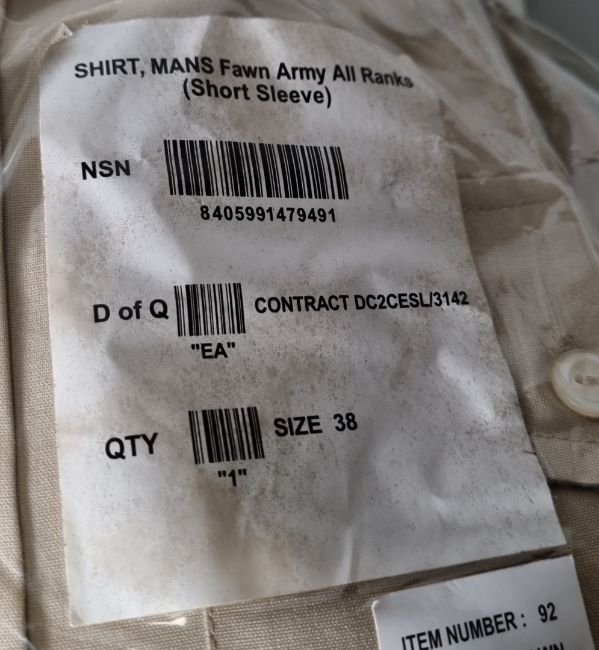 SHIRT, MANS Fawn Army All Ranks
(Short Sleeve)
NSN
8405991479491
D of Q CONTRACT DC2CESL/3142
"EA"
QTY SIZE 38
"1"
ITEM NUMBER : 92